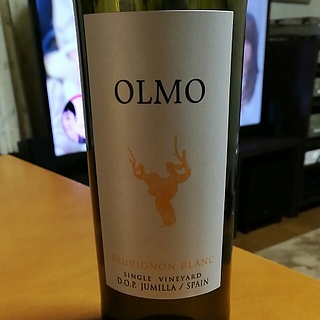 OLMO
SAUVIGNON BLANC
SINGLE VINEYARD
D.O.P. JUMILLA / SPAIN